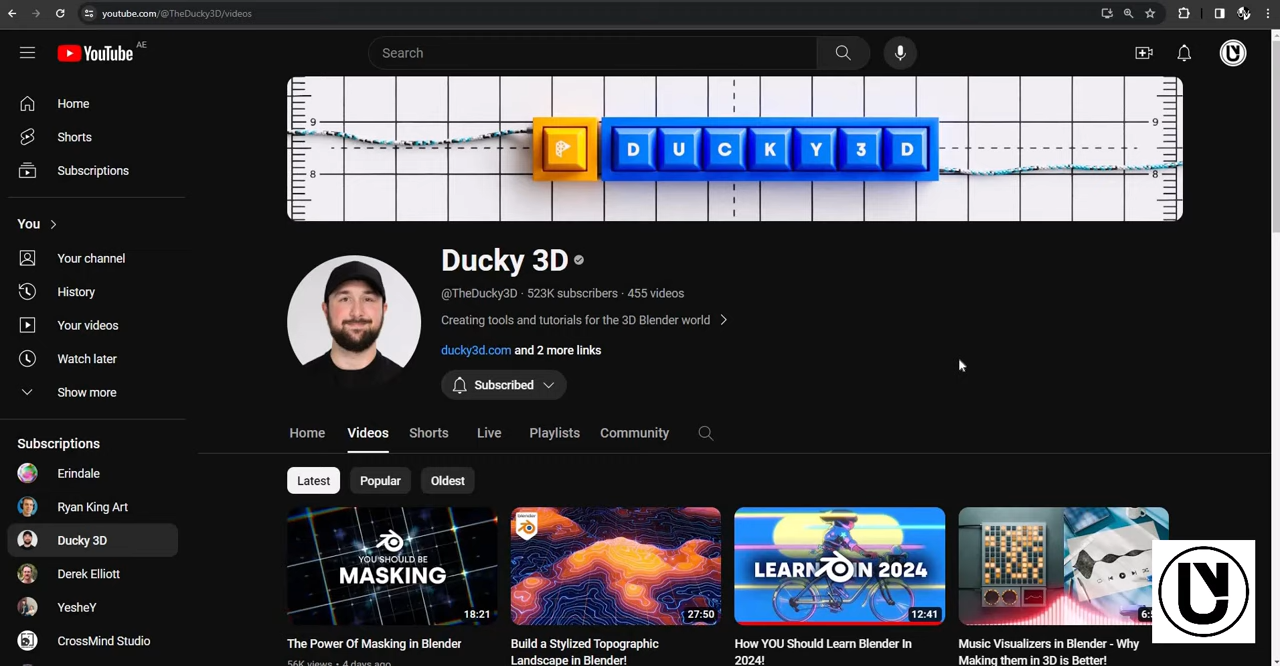 youtube.com/@TheDucky3D/videos
YouTube AE
Search
Home
Shorts
Subscriptions
You
Your channel
History
Your videos
Watch later
Show more
Subscriptions
Erindale
Ryan King Art
Ducky 3D
Derek Elliott
YesheY
CrossMind Studio
9 9
8 8
D U C K Y 3 D
Ducky 3D
@TheDucky3D · 523K subscribers · 455 videos
Creating tools and tutorials for the 3D Blender world
ducky3d.com and 2 more links
Subscribed
Home Videos Shorts Live Playlists Community
Latest Popular Oldest
YOU SHOULD BE
MASKING
18:21
The Power Of Masking in Blender
56K views · 4 days ago
blender
27:50
Build a Stylized Topographic
Landscape in Blender!
LEARN IN 2024
12:41
How YOU Should Learn Blender In
2024!
Music Visualizers in Blender - Why
Making them in 3D is Better!